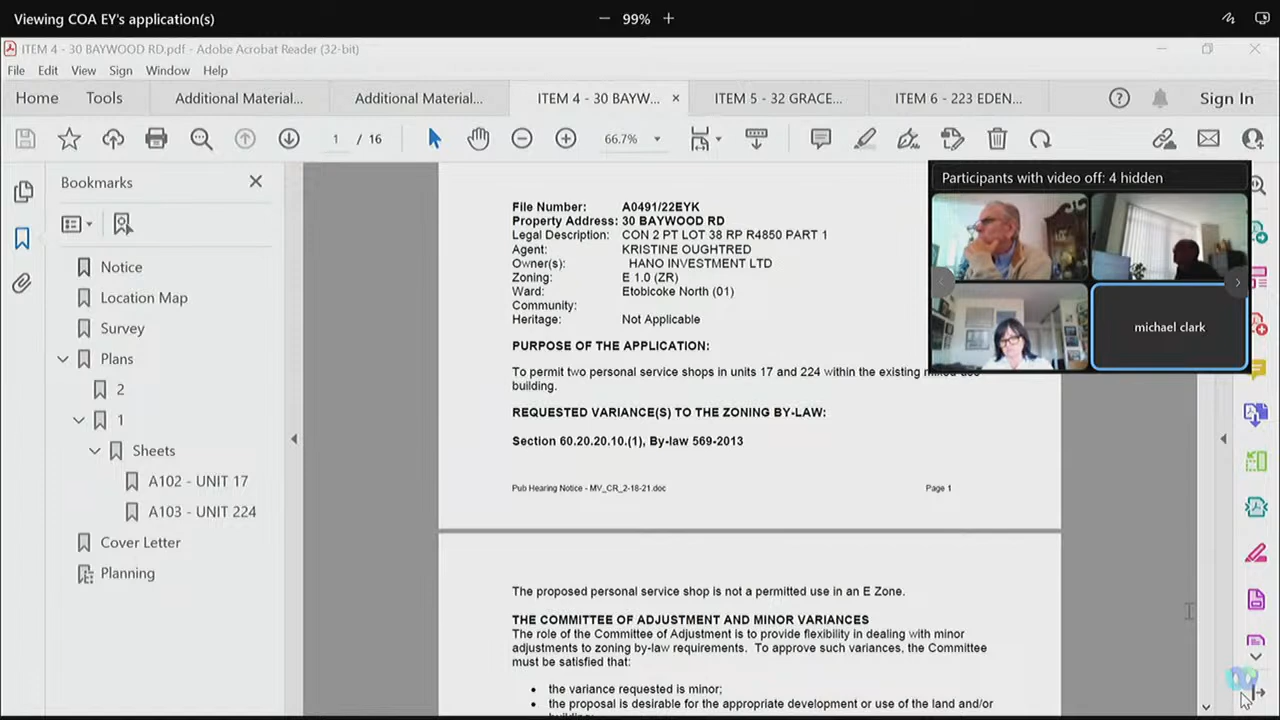 Viewing COA EY's application(s)
99%
ITEM 4 - 30 BAYWOOD RD.pdf - Adobe Acrobat Reader (32-bit)
File Edit View Sign Window Help
Home Tools Additional Material... Additional Material... ITEM 4 - 30 BAYW... ITEM 5 - 32 GRACE... ITEM 6 - 223 EDEN... Sign In
1 / 16 66.7%
Bookmarks
Notice
Location Map
Survey
Plans
2
1
Sheets
A102 - UNIT 17
A103 - UNIT 224
Cover Letter
Planning
File Number: A0491/22EYK
Property Address: 30 BAYWOOD RD
Legal Description: CON 2 PT LOT 38 RP R4850 PART 1
Agent: KRISTINE OUGHTRED
Owner(s): HANO INVESTMENT LTD
Zoning: E 1.0 (ZR)
Ward: Etobicoke North (01)
Community:
Heritage: Not Applicable
PURPOSE OF THE APPLICATION:
To permit two personal service shops in units 17 and 224 within the existing
building.
REQUESTED VARIANCE(S) TO THE ZONING BY-LAW:
Section 60.20.20.10.(1), By-law 569-2013
Pub Hearing Notice - MV_CR_2-18-21.doc Page 1
The proposed personal service shop is not a permitted use in an E Zone.
THE COMMITTEE OF ADJUSTMENT AND MINOR VARIANCES
The role of the Committee of Adjustment is to provide flexibility in dealing with minor
adjustments to zoning by-law requirements. To approve such variances, the Committee
must be satisfied that:
• the variance requested is minor;
• the proposal is desirable for the appropriate development or use of the land and/or
Participants with video off: 4 hidden
michael clark